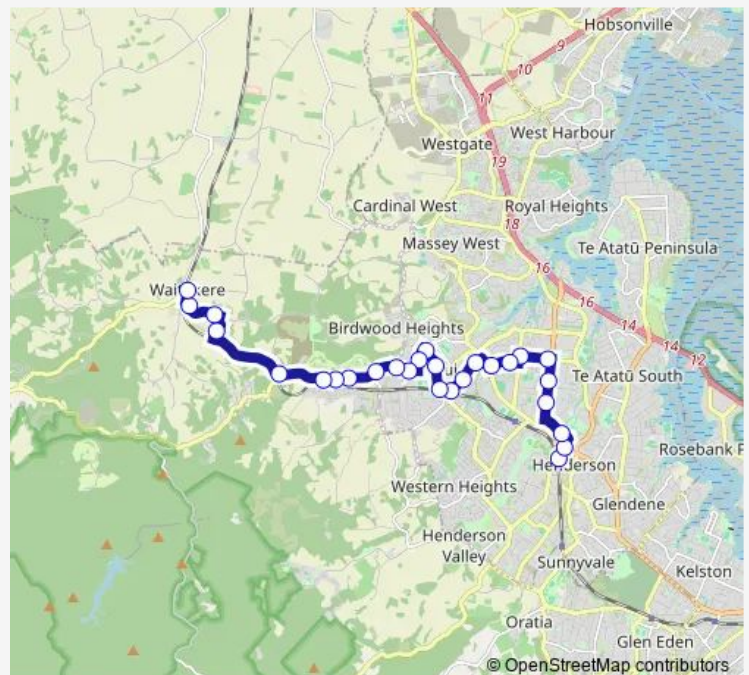 Hobsonville
9
10
11
Westgate
West Harbour
19
Cardinal West
Royal Heights
18
Massey West
Te Atatū Peninsula
16
16
14
14
12
Birdwood Heights
Te Atatū South
Henderson
Rosebank
Western Heights
Glendene
Henderson
Valley
Sunnyvale
Kelston
Oratia
Glen Eden
© OpenStreetMap contributors